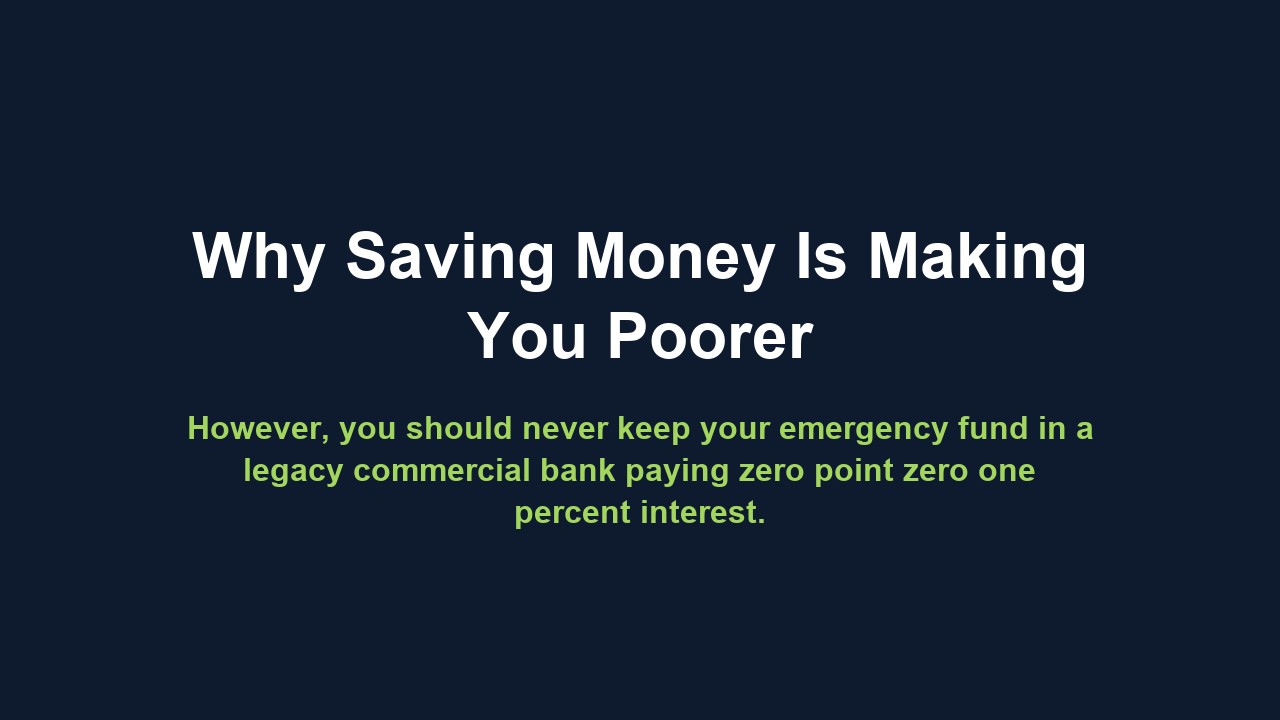 Why Saving Money Is Making
You Poorer
However, you should never keep your emergency fund in a
legacy commercial bank paying zero point zero one
percent interest.